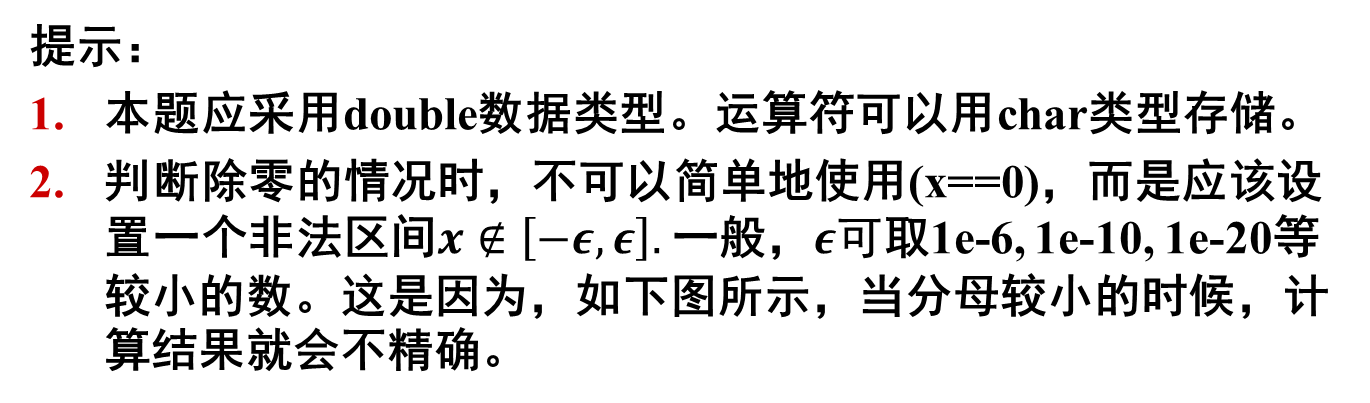 提示：
1. 本题应采用double数据类型。运算符可以用char类型存储。
2. 判断除零的情况时，不可以简单地使用(x==0)，而是应该设
置一个非法区间x ∉ [−ϵ, ϵ]. 一般，ϵ可取1e-6, 1e-10, 1e-20等
较小的数。这是因为，如下图所示，当分母较小的时候，计
算结果就会不精确。